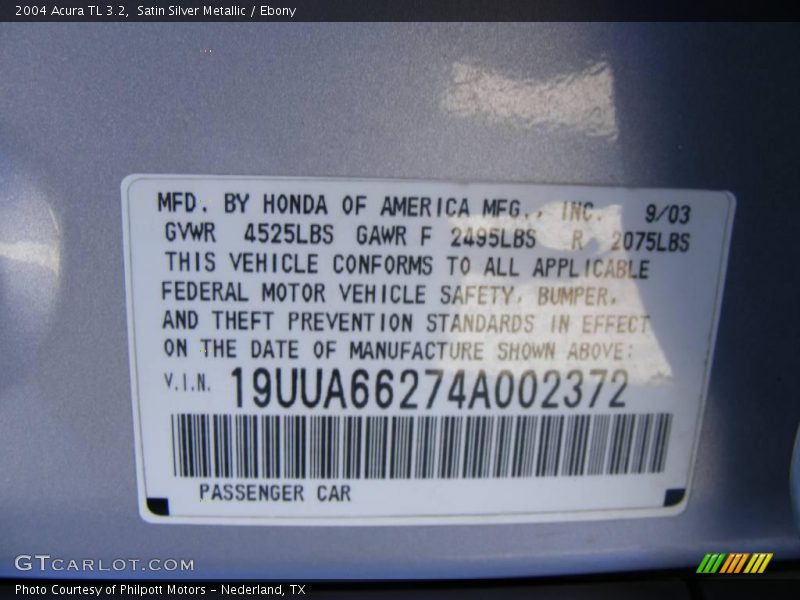 2004 Acura TL 3.2, Satin Silver Metallic / Ebony
MFD. BY HONDA OF AMERICA MFG., INC. 9/03
GVWR 4525LBS GAWR F 2495LBS R 2075LBS
THIS VEHICLE CONFORMS TO ALL APPLICABLE
FEDERAL MOTOR VEHICLE SAFETY, BUMPER,
AND THEFT PREVENTION STANDARDS IN EFFECT
ON THE DATE OF MANUFACTURE SHOWN ABOVE:
V.I.N. 19UUA66274A002372
PASSENGER CAR
GTCARLOT.COM
Photo Courtesy of Philpott Motors - Nederland, TX